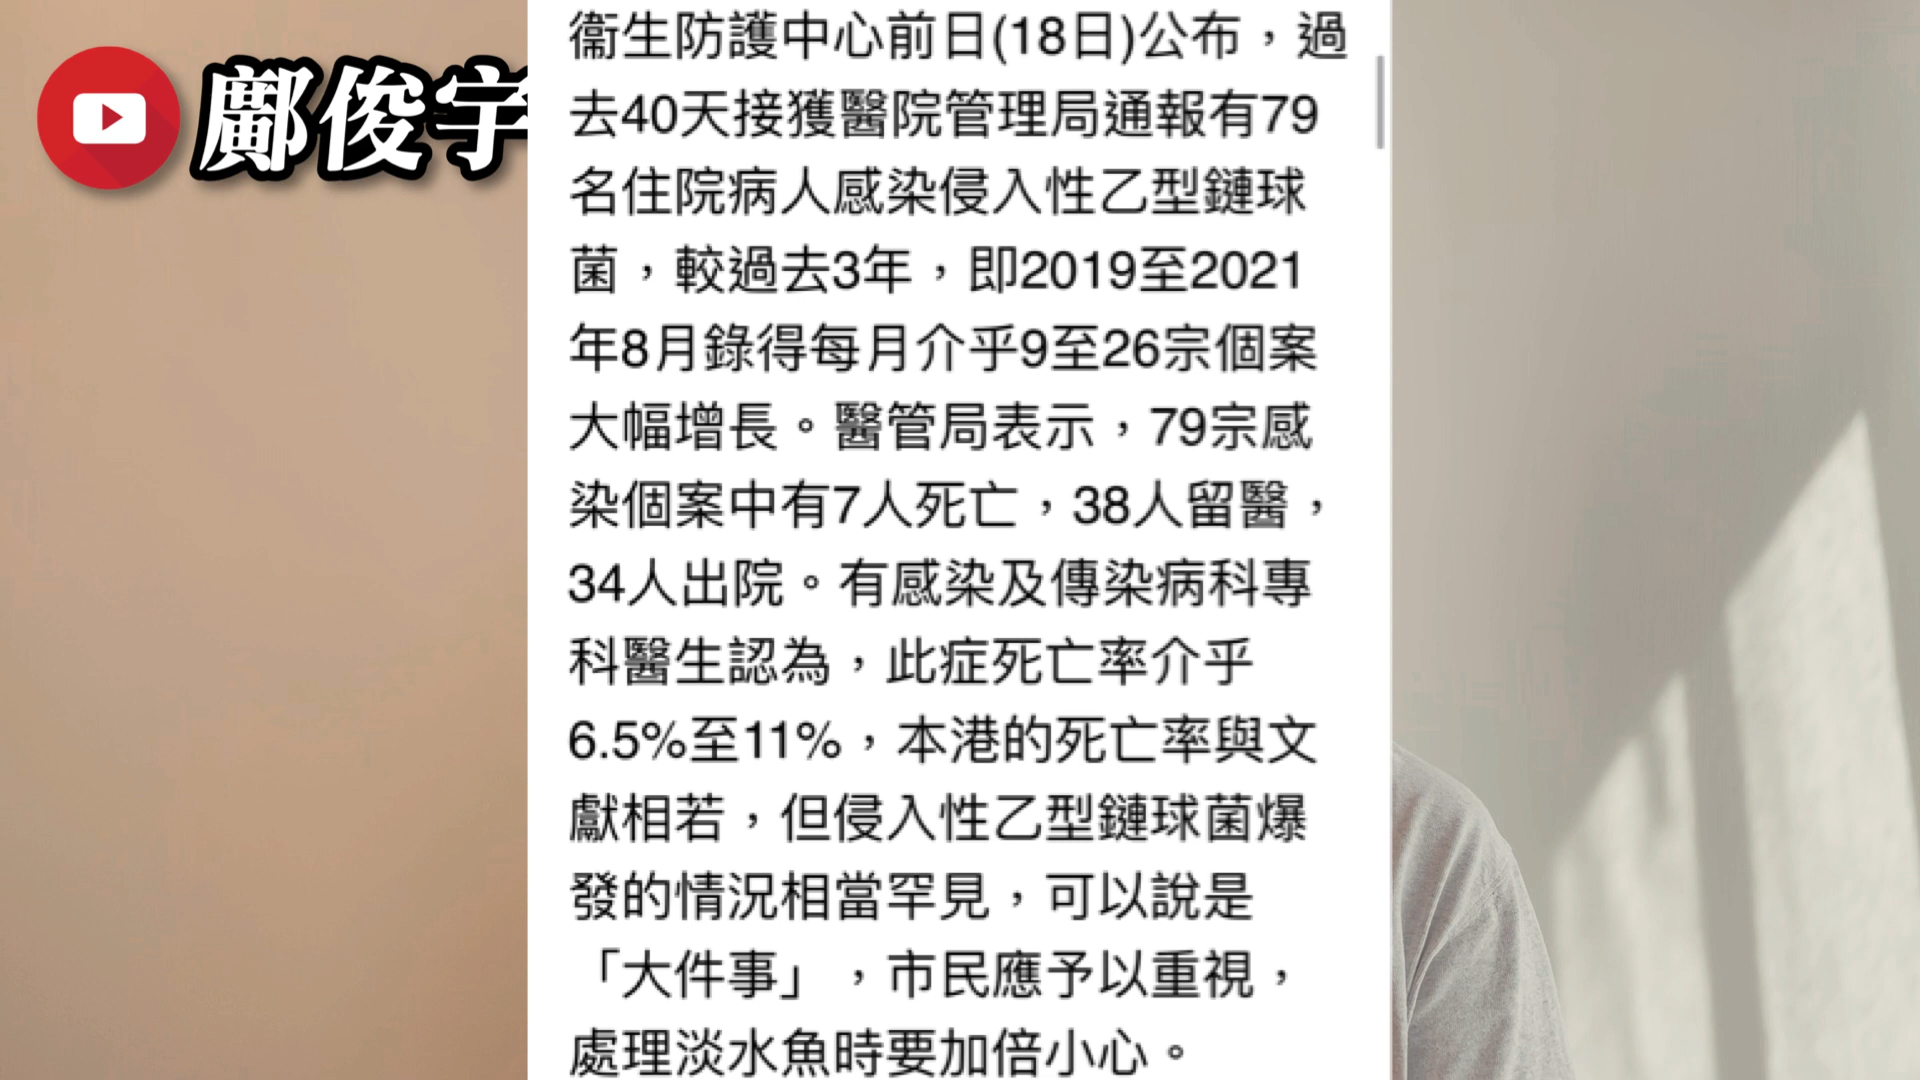 鄺俊宇
衞生防護中心前日(18日)公布，過
去40天接獲醫院管理局通報有79
名住院病人感染侵入性乙型鏈球
菌，較過去3年，即2019至2021
年8月錄得每月介乎9至26宗個案
大幅增長。醫管局表示，79宗感
染個案中有7人死亡，38人留醫，
34人出院。有感染及傳染病科專
科醫生認為，此症死亡率介乎
6.5%至11%，本港的死亡率與文
獻相若，但侵入性乙型鏈球菌爆
發的情況相當罕見，可以說是
「大件事」，市民應予以重視，
處理淡水魚時要加倍小心。